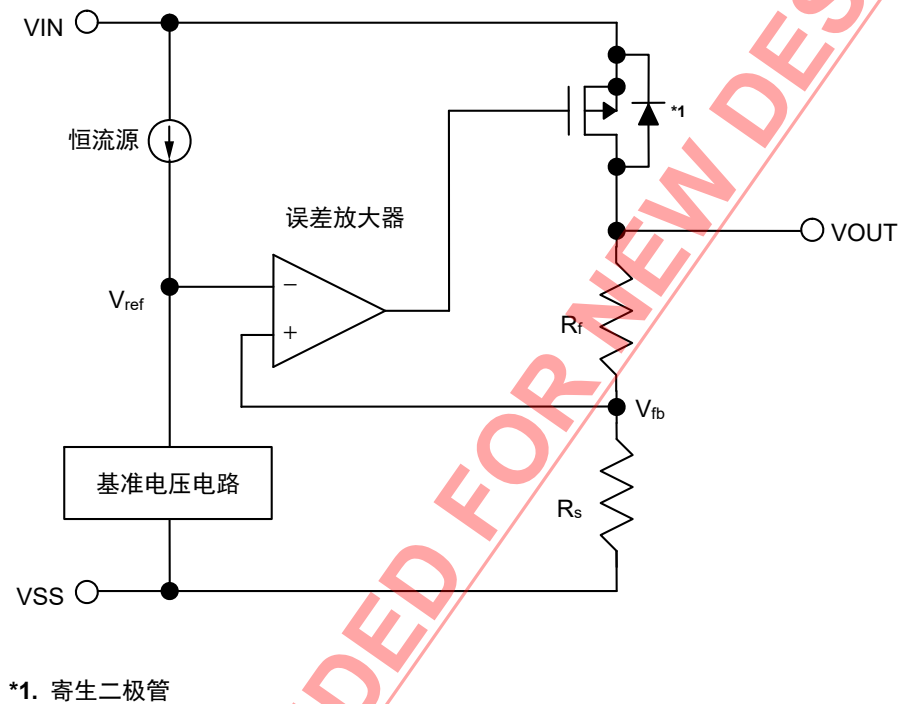 VIN
恒流源
*1
误差放大器
VOUT
Vref
−
+
Rf
Vfb
基准电压电路
Rs
VSS
*1. 寄生二极管
DED FOR NEW DES